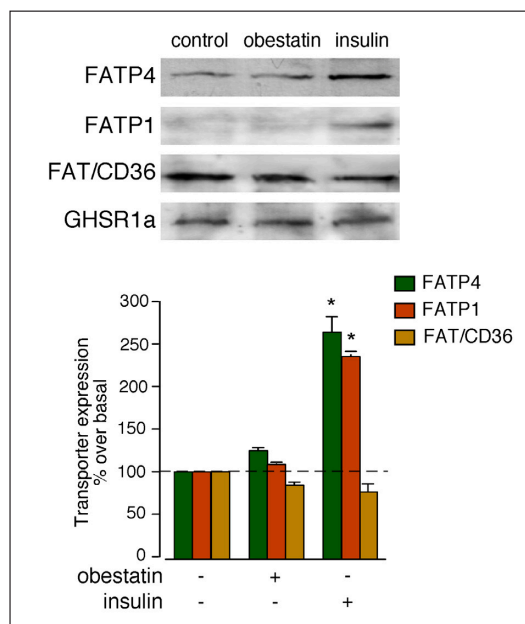 control obestatin insulin
FATP4
FATP1
FAT/CD36
GHSR1a
FATP4
FATP1
FAT/CD36
Transporter expression
% over basal
300
250
200
150
100
50
0
* *
obestatin - + -
insulin - - +